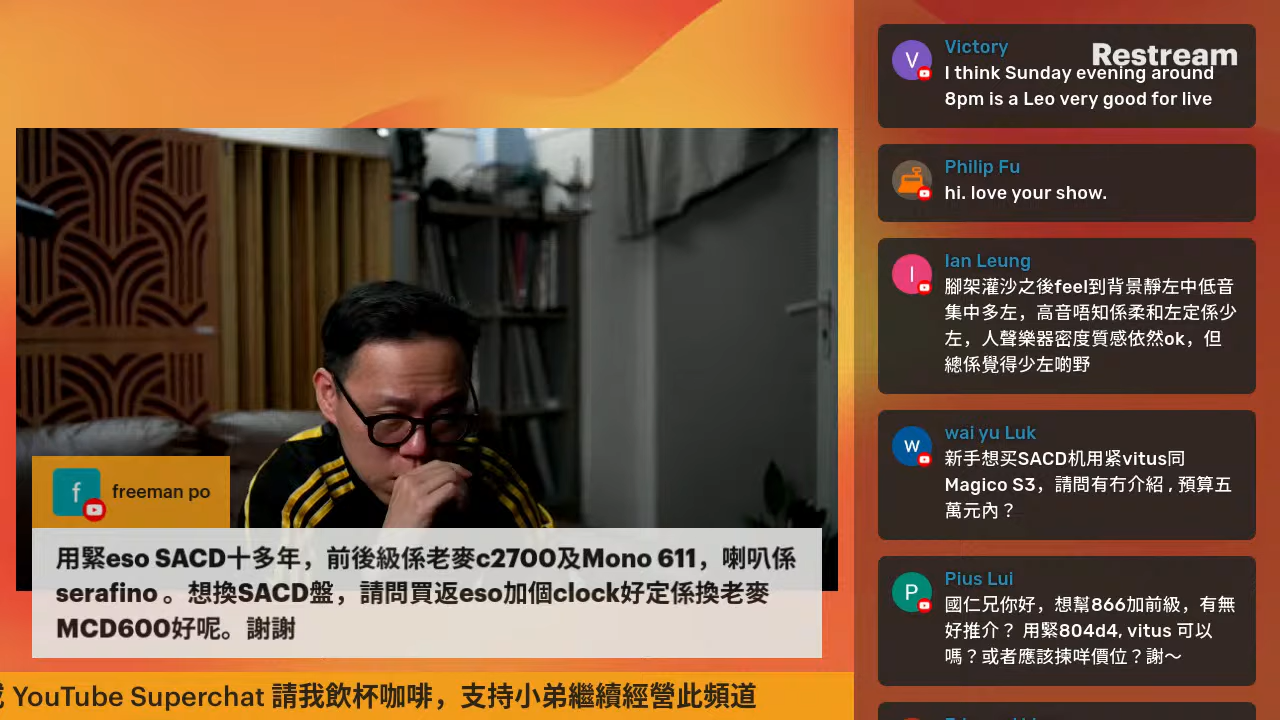 Restream
V
Victory
I think Sunday evening around
8pm is a Leo very good for live
Philip Fu
hi. love your show.
I
Ian Leung
腳架灌沙之後feel到背景靜左中低音
集中多左，高音唔知係柔和左定係少
左，人聲樂器密度質感依然ok，但
總係覺得少左啲野
W
wai yu Luk
新手想买SACD机用紧vitus同
Magico S3，請問有冇介紹 , 預算五
萬元內？
P
Pius Lui
國仁兄你好，想幫866加前級，有無
好推介？ 用緊804d4, vitus 可以
嗎？或者應該揀咩價位？謝～
f
freeman po
用緊eso SACD十多年，前後級係老麥c2700及Mono 611，喇叭係
serafino 。想換SACD盤，請問買返eso加個clock好定係換老麥
MCD600好呢。謝謝
YouTube Superchat 請我飲杯咖啡，支持小弟繼續經營此頻道